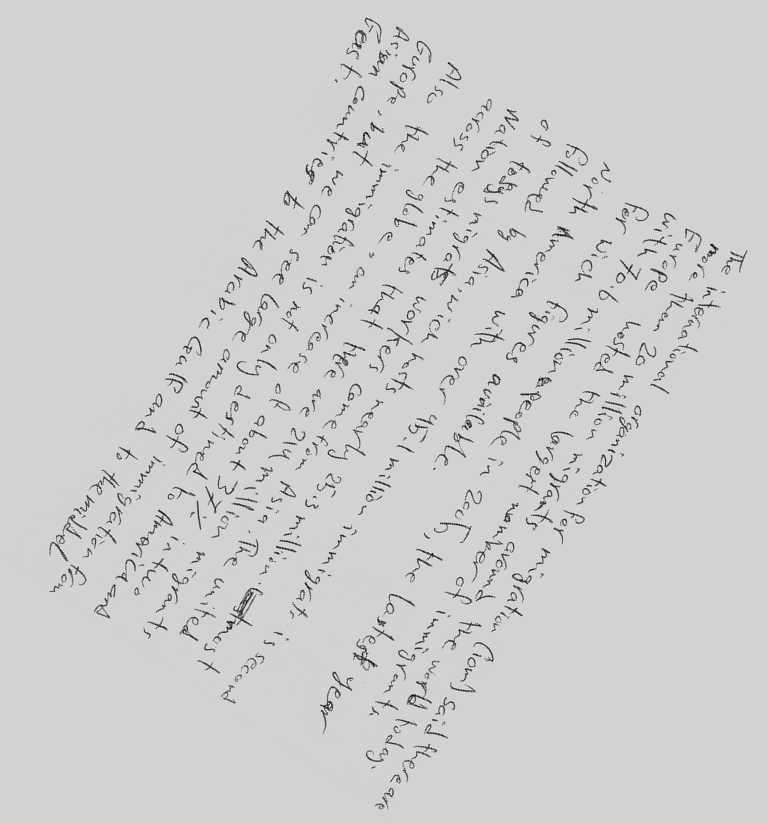 The international organization for migration (iom) said there are
more then 20 million migrants around the world today.
Europe hosted the largest number of immigrants,
with 70.6 million people in 2005, the lastest year
for wich figures available.
North America with over 45.1 million immigrats is second
followed by Asia, wich hosts nearly 25.3 million. most
of todys migrats workers come from Asia. The united
Nation estimates that there are 214 million migrants
across the globe, an increase of about 37% in two
Also the immigration is not only destined to America and
Europe, but we can see large amount of immigration from
Asian countries to the Arabic Gulf and to the middel
East.